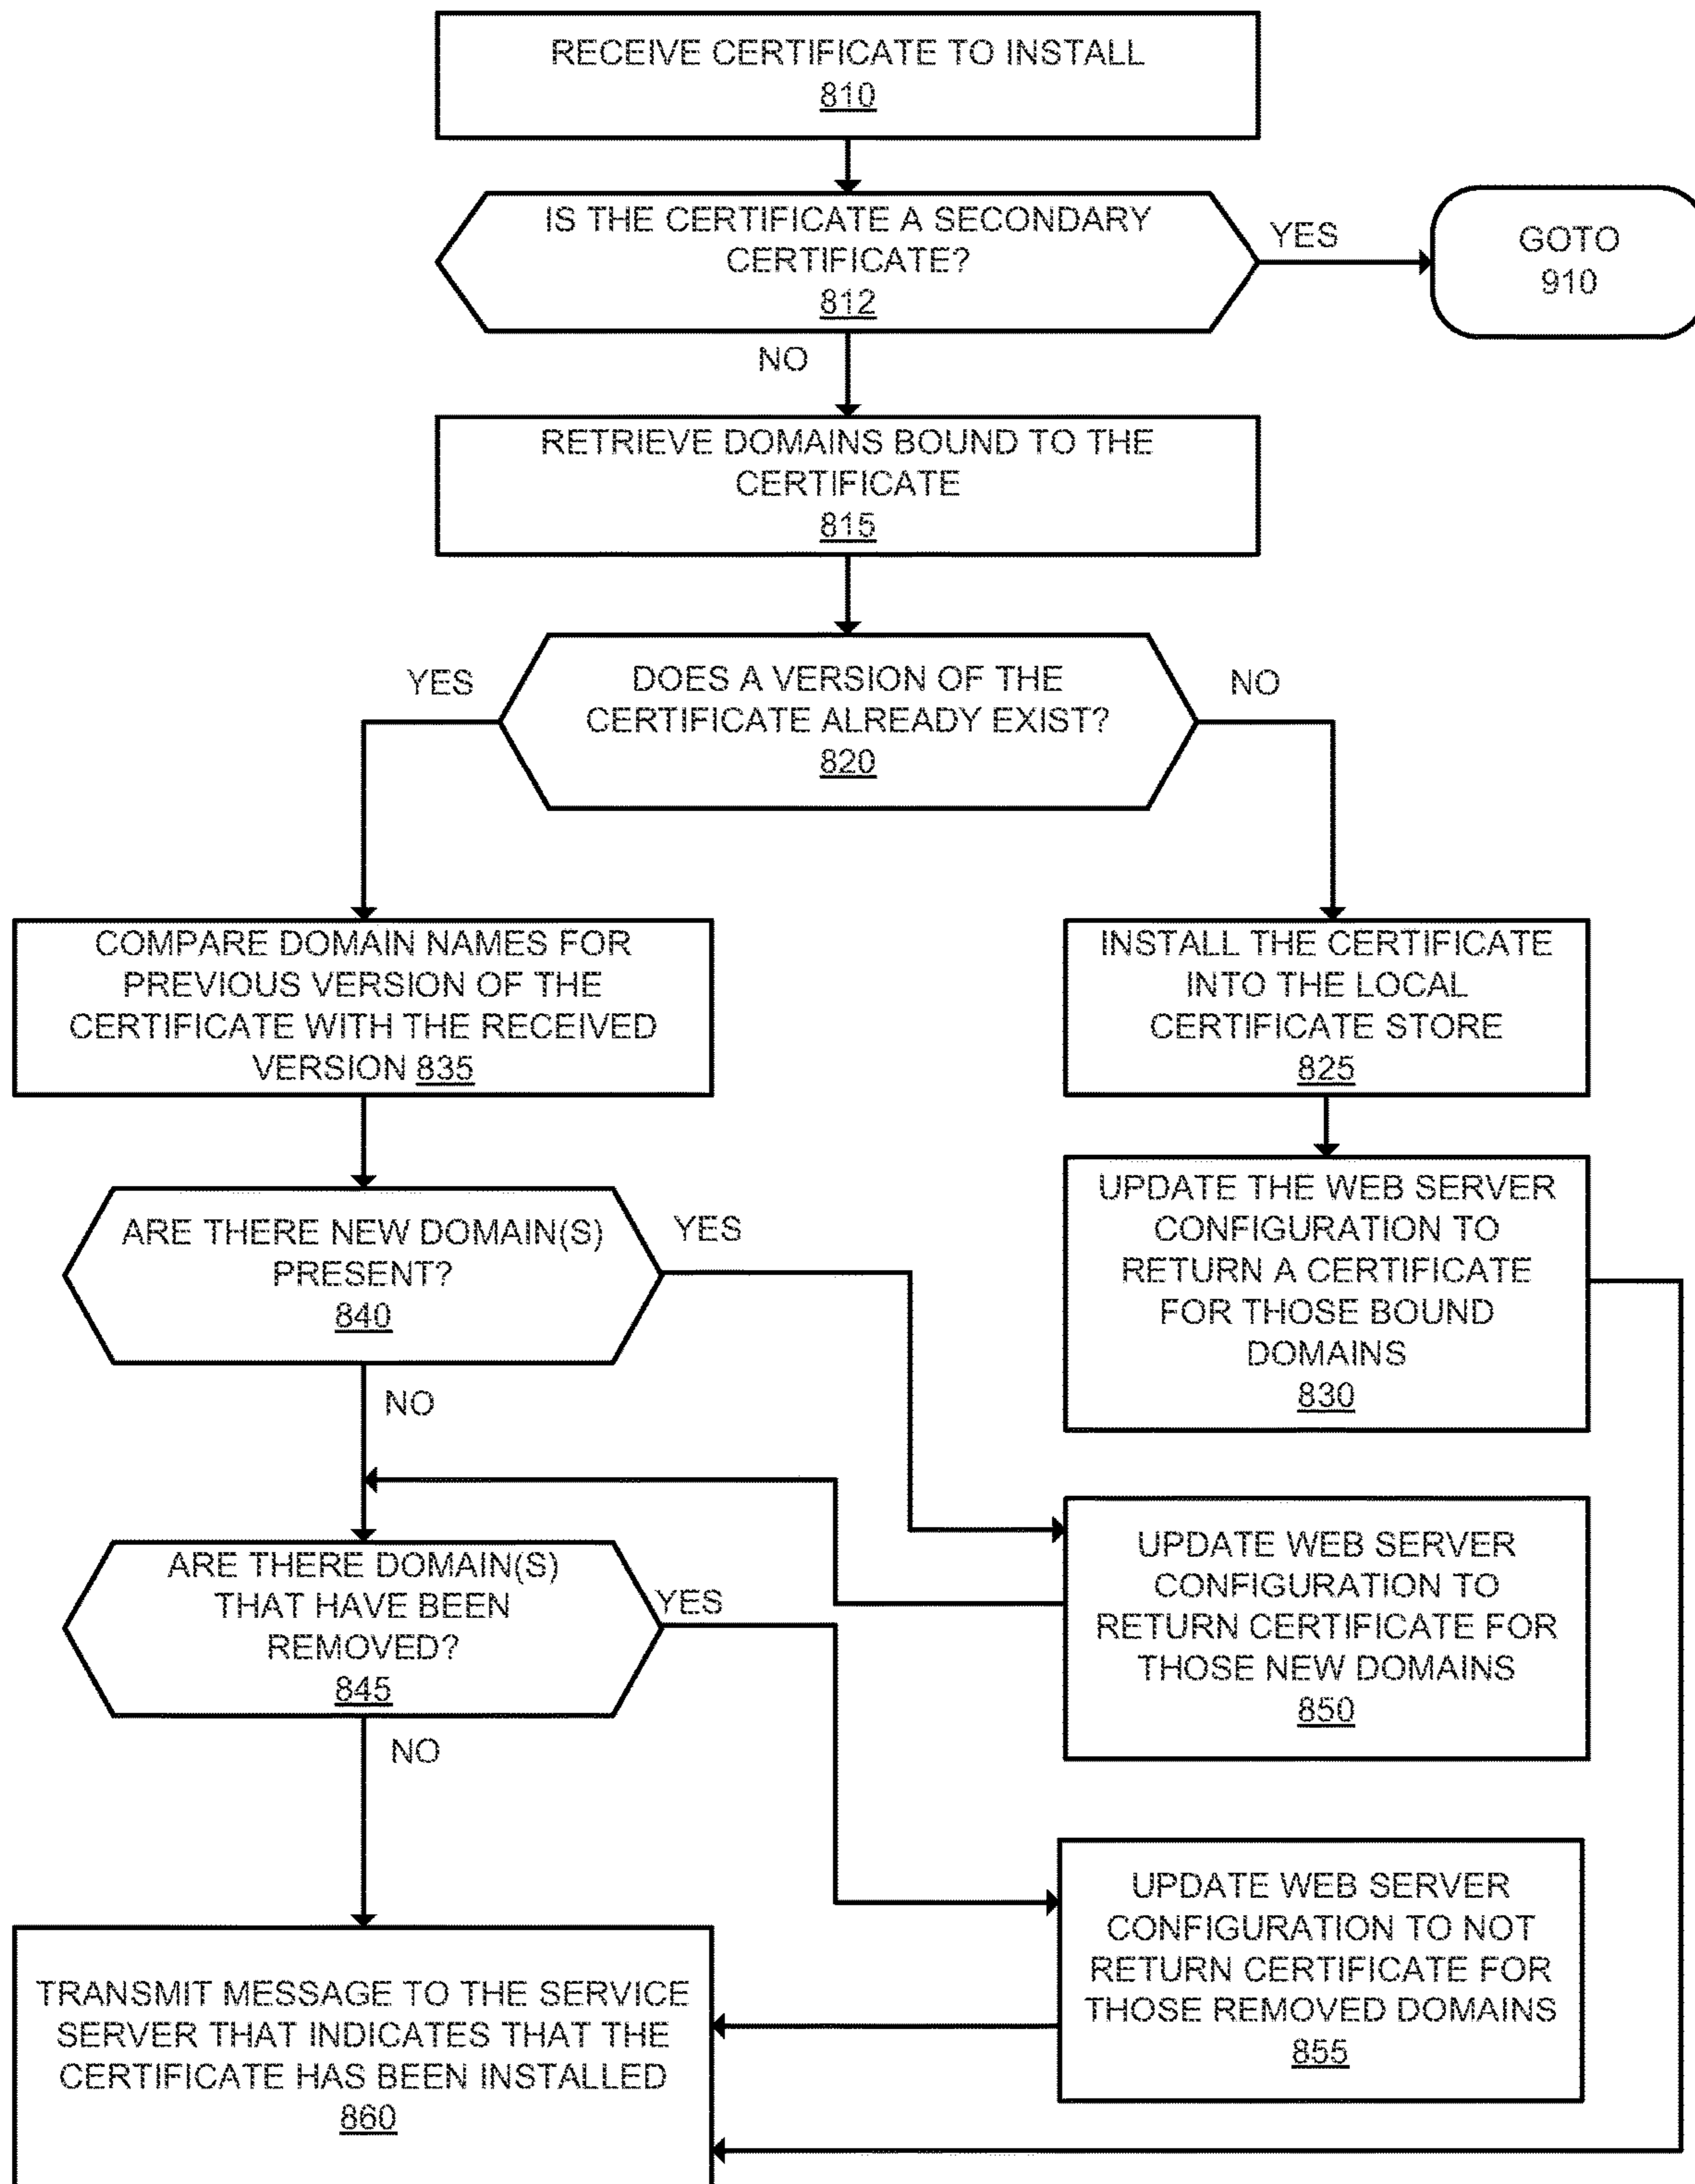 RECEIVE CERTIFICATE TO INSTALL
810
IS THE CERTIFICATE A SECONDARY
CERTIFICATE?
812
YES
GOTO
910
NO
RETRIEVE DOMAINS BOUND TO THE
CERTIFICATE
815
DOES A VERSION OF THE
CERTIFICATE ALREADY EXIST?
820
YES
NO
COMPARE DOMAIN NAMES FOR
PREVIOUS VERSION OF THE
CERTIFICATE WITH THE RECEIVED
VERSION 835
INSTALL THE CERTIFICATE
INTO THE LOCAL
CERTIFICATE STORE
825
UPDATE THE WEB SERVER
CONFIGURATION TO
RETURN A CERTIFICATE
FOR THOSE BOUND
DOMAINS
830
ARE THERE NEW DOMAIN(S)
PRESENT?
840
YES
NO
UPDATE WEB SERVER
CONFIGURATION TO
RETURN CERTIFICATE FOR
THOSE NEW DOMAINS
850
ARE THERE DOMAIN(S)
THAT HAVE BEEN
REMOVED?
845
YES
NO
UPDATE WEB SERVER
CONFIGURATION TO NOT
RETURN CERTIFICATE FOR
THOSE REMOVED DOMAINS
855
TRANSMIT MESSAGE TO THE SERVICE
SERVER THAT INDICATES THAT THE
CERTIFICATE HAS BEEN INSTALLED
860